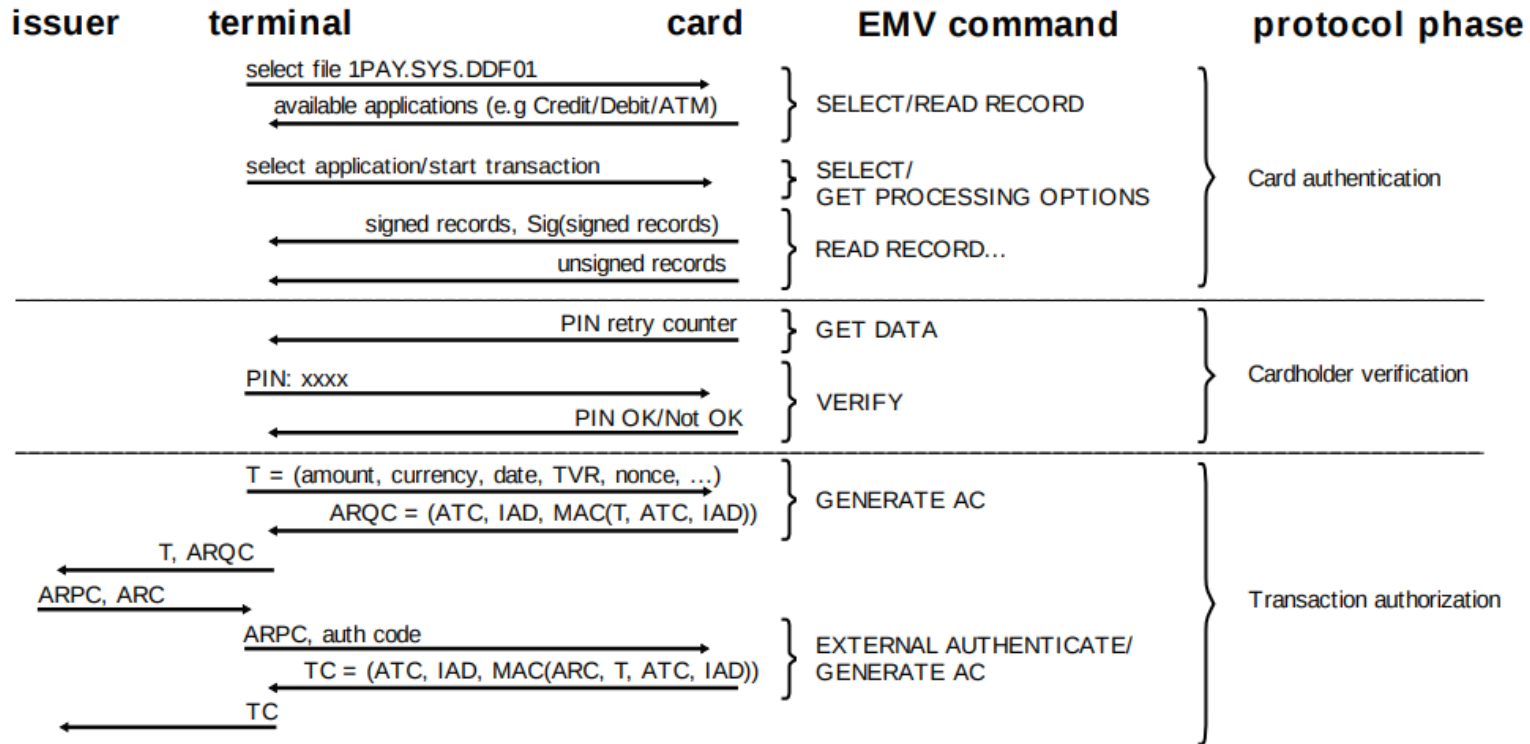 issuer terminal card EMV command protocol phase
select file 1PAY.SYS.DDF01
available applications (e.g Credit/Debit/ATM)
SELECT/READ RECORD
select application/start transaction
SELECT/
GET PROCESSING OPTIONS
Card authentication
signed records, Sig(signed records)
unsigned records
READ RECORD...
PIN retry counter
GET DATA
PIN: xxxx
PIN OK/Not OK
VERIFY
Cardholder verification
T = (amount, currency, date, TVR, nonce, ...)
ARQC = (ATC, IAD, MAC(T, ATC, IAD))
GENERATE AC
T, ARQC
ARPC, ARC
Transaction authorization
ARPC, auth code
TC = (ATC, IAD, MAC(ARC, T, ATC, IAD))
EXTERNAL AUTHENTICATE/
GENERATE AC
TC